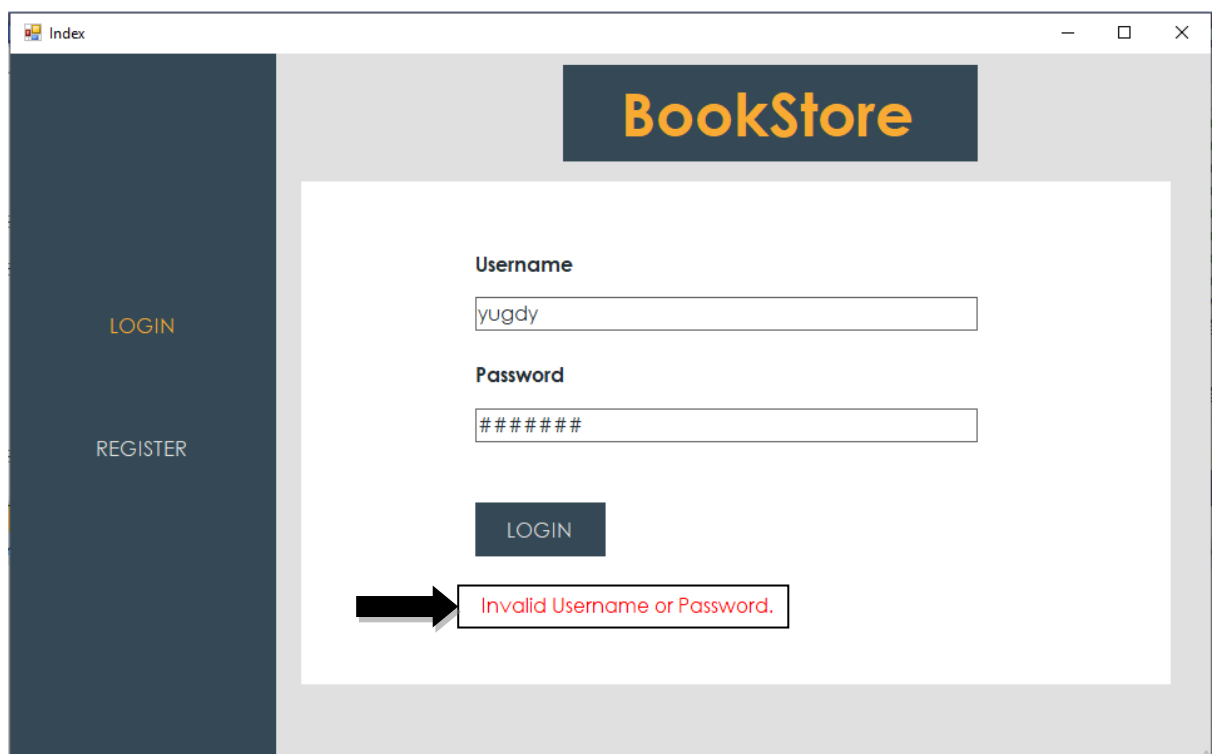 Index
BookStore
Username
yugdy
LOGIN
Password
#######
REGISTER
LOGIN
Invalid Username or Password.